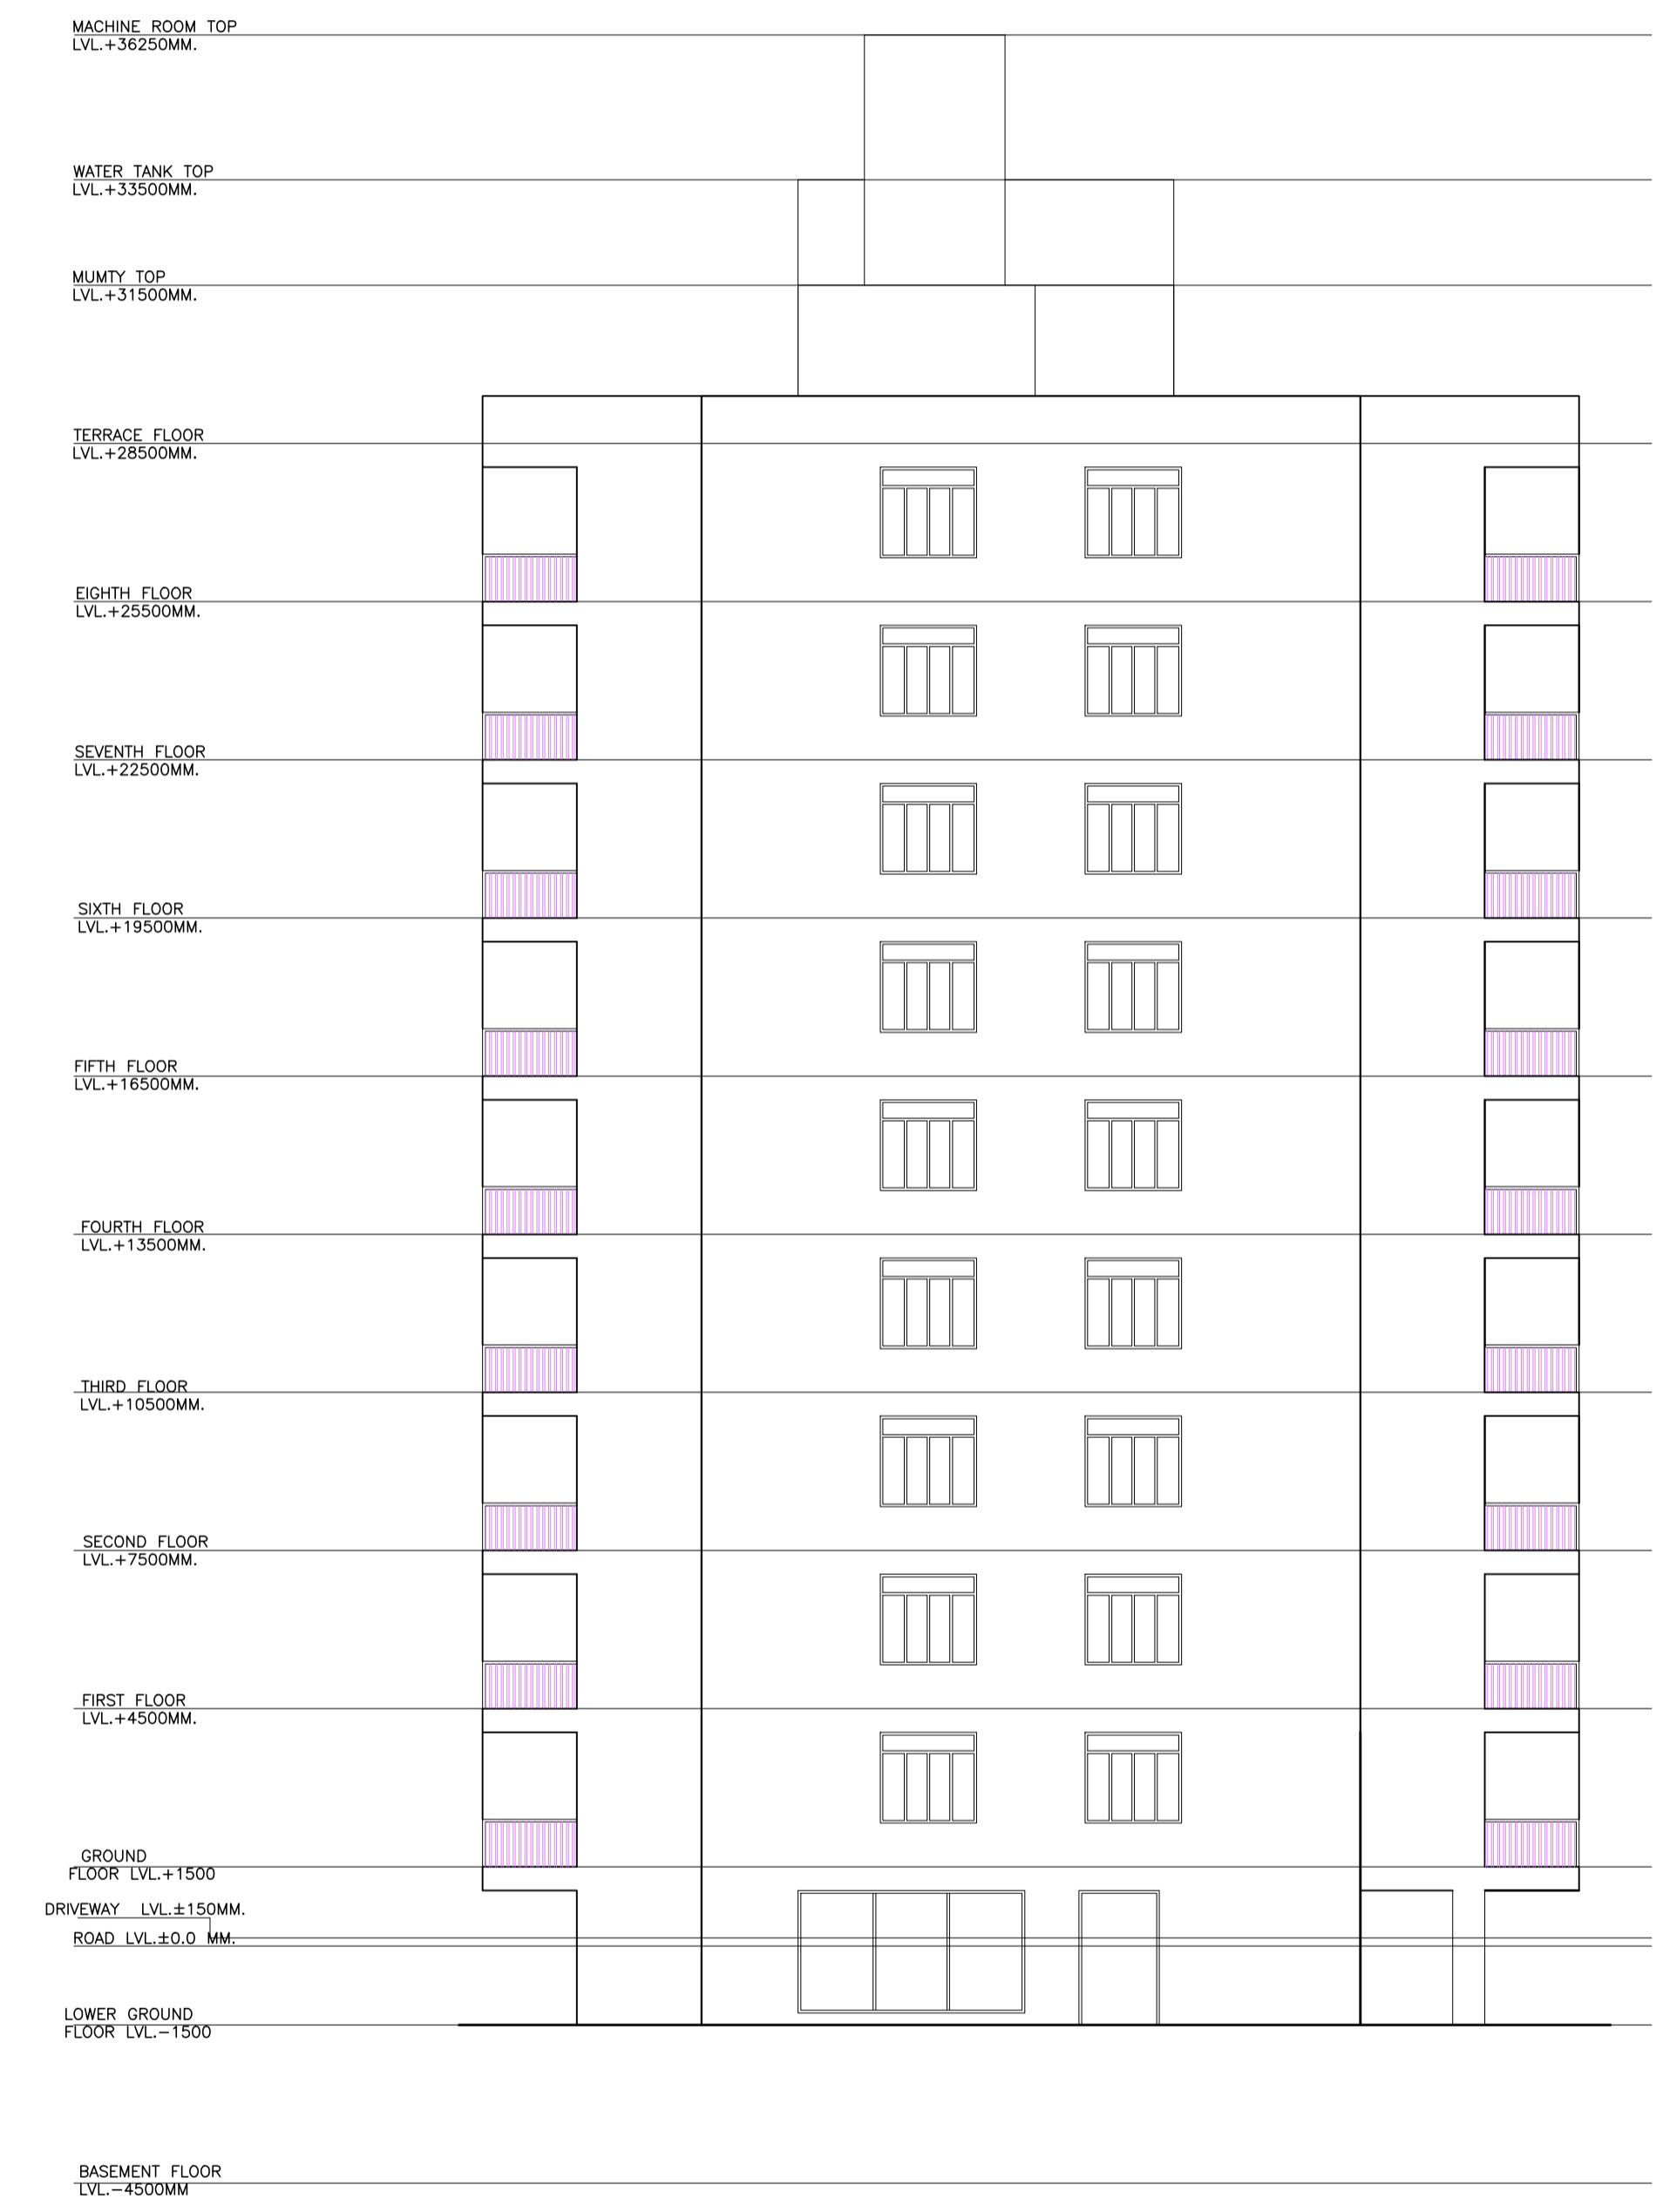 MACHINE ROOM TOP
LVL.+36250MM.
WATER TANK TOP
LVL.+33500MM.
MUMTY TOP
LVL.+31500MM.
TERRACE FLOOR
LVL.+28500MM.
EIGHTH FLOOR
LVL.+25500MM.
SEVENTH FLOOR
LVL.+22500MM.
SIXTH FLOOR
LVL.+19500MM.
FIFTH FLOOR
LVL.+16500MM.
FOURTH FLOOR
LVL.+13500MM.
THIRD FLOOR
LVL.+10500MM.
SECOND FLOOR
LVL.+7500MM.
FIRST FLOOR
LVL.+4500MM.
GROUND
FLOOR LVL.+1500
DRIVEWAY LVL.±150MM.
ROAD LVL.±0.0 MM.
LOWER GROUND
FLOOR LVL.−1500
BASEMENT FLOOR
LVL.−4500MM